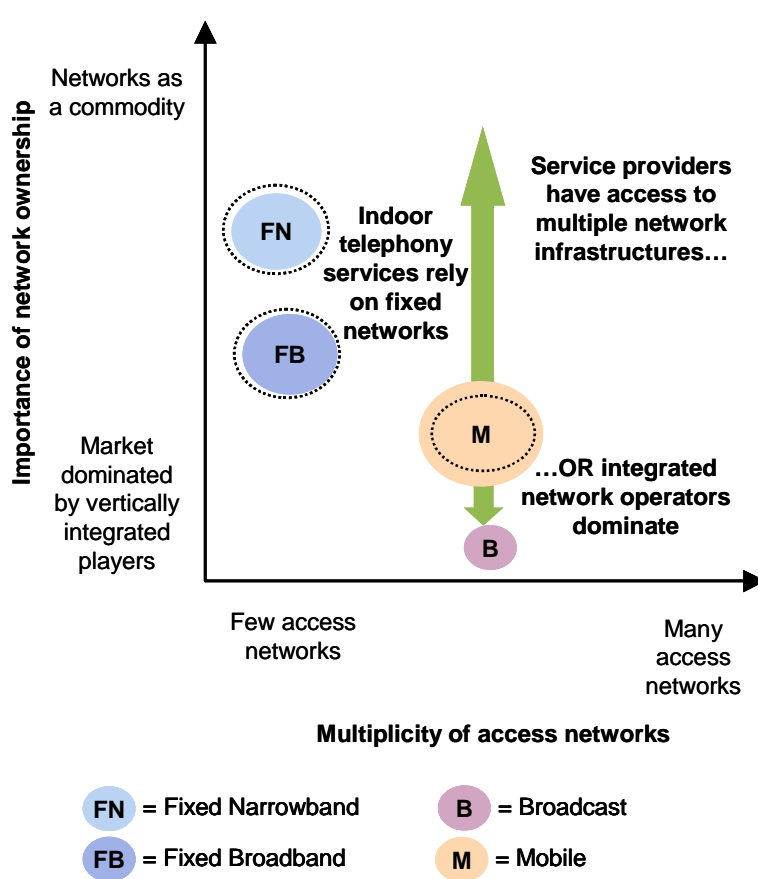 Networks as
a commodity
Importance of network ownership
Market
dominated
by vertically
integrated
players
FN
FB
Indoor
telephony
services rely
on fixed
networks
Service providers
have access to
multiple network
infrastructures…
M
…OR integrated
network operators
dominate
B
Few access
networks
Many
access
networks
Multiplicity of access networks
FN = Fixed Narrowband
B = Broadcast
FB = Fixed Broadband
M = Mobile